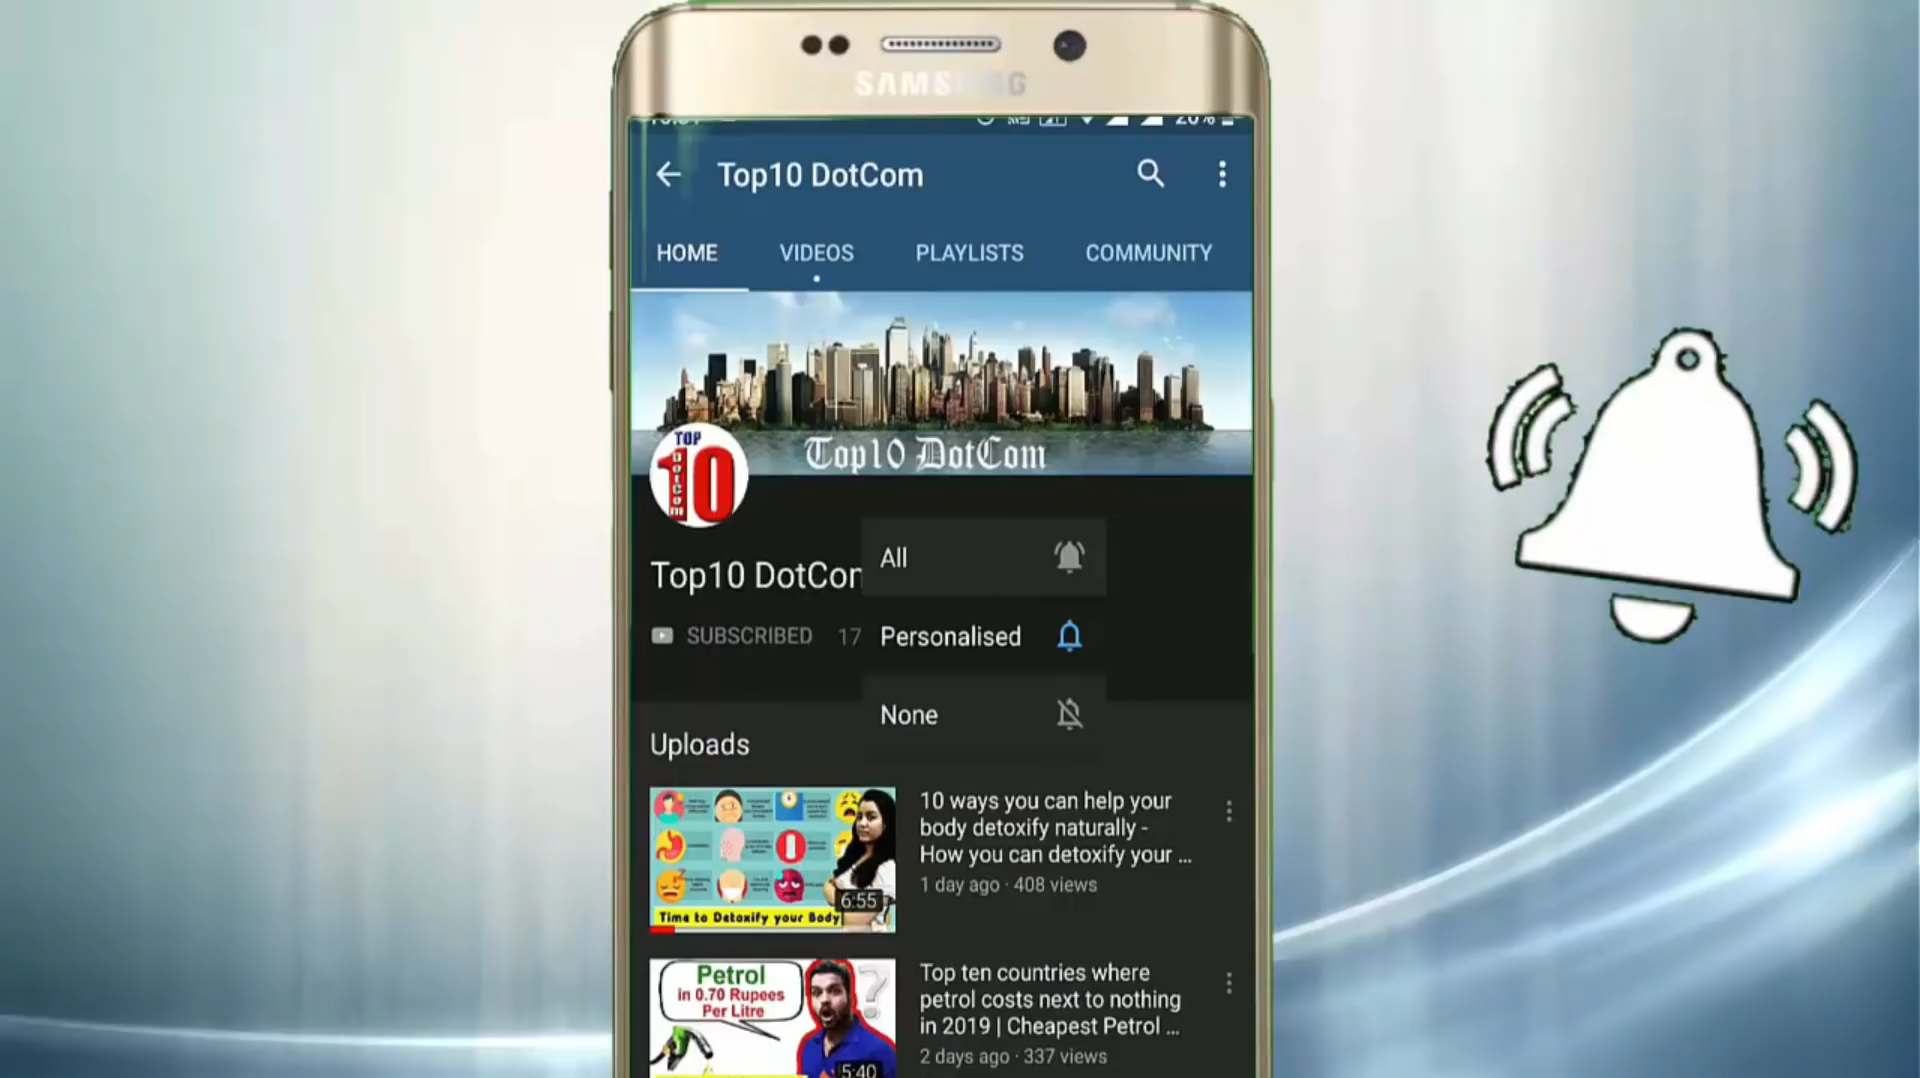 SAMSUNG
20%
Top10 DotCom
HOME
VIDEOS
PLAYLISTS
COMMUNITY
Top10 DotCom
TOP
10
DotCom
All
Top10 DotCom
SUBSCRIBED 17
Personalised
None
Uploads
10 ways you can help your
body detoxify naturally -
How you can detoxify your ...
1 day ago · 408 views
6:55
Time to Detoxify your Body
Petrol
in 0.70 Rupees
Per Litre
Top ten countries where
petrol costs next to nothing
in 2019 | Cheapest Petrol ...
2 days ago · 337 views
5:40